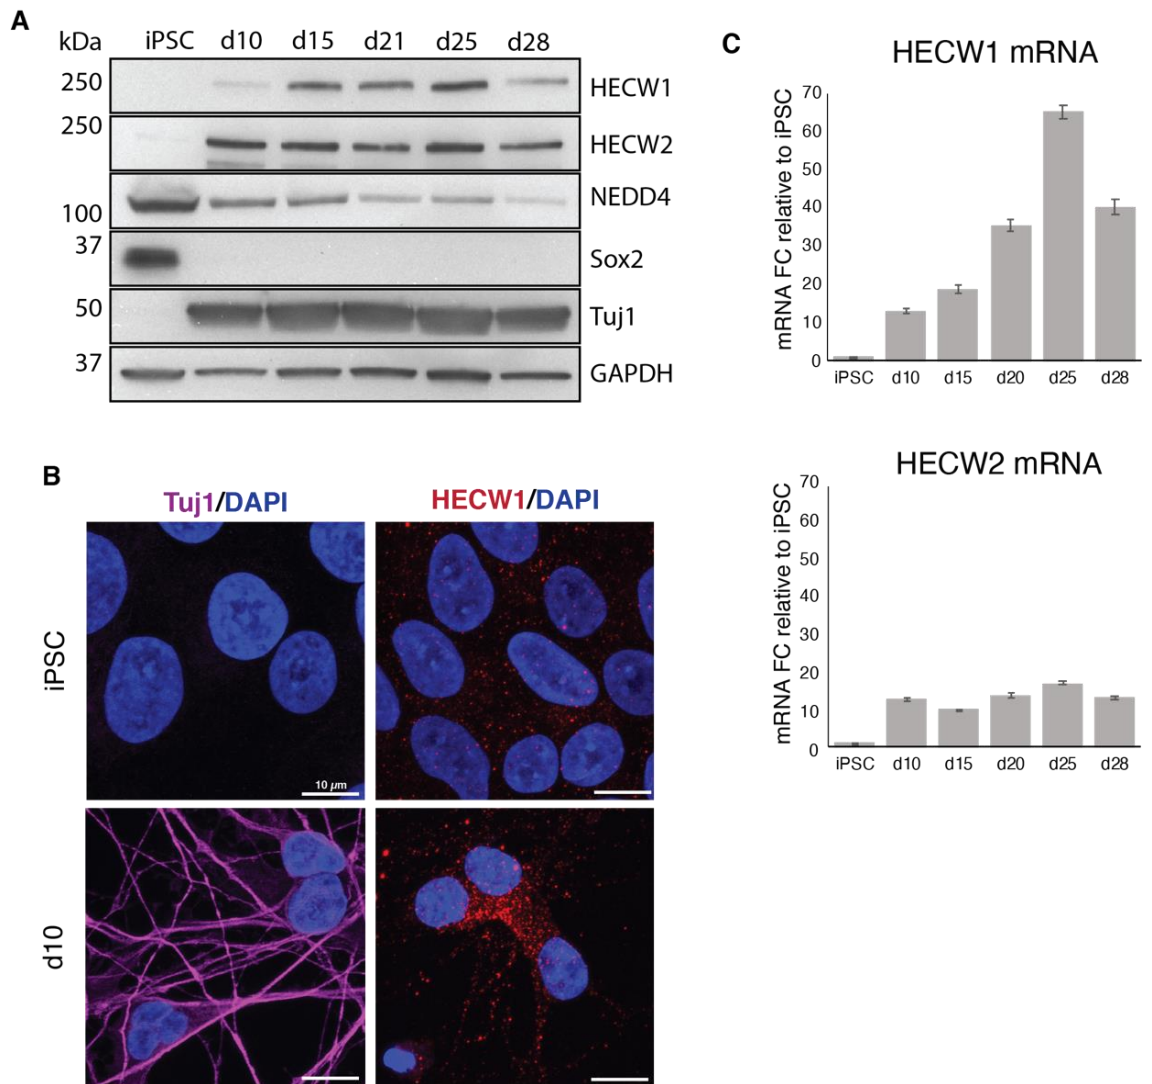 A
kDa iPSC d10 d15 d21 d25 d28
250 HECW1
250 HECW2
100 NEDD4
37 Sox2
50 Tuj1
37 GAPDH
B
Tuj1/DAPI HECW1/DAPI
iPSC
10 µm
d10
C
HECW1 mRNA
mRNA FC relative to iPSC
70
60
50
40
30
20
10
0
iPSC d10 d15 d20 d25 d28
HECW2 mRNA
mRNA FC relative to iPSC
70
60
50
40
30
20
10
0
iPSC d10 d15 d20 d25 d28